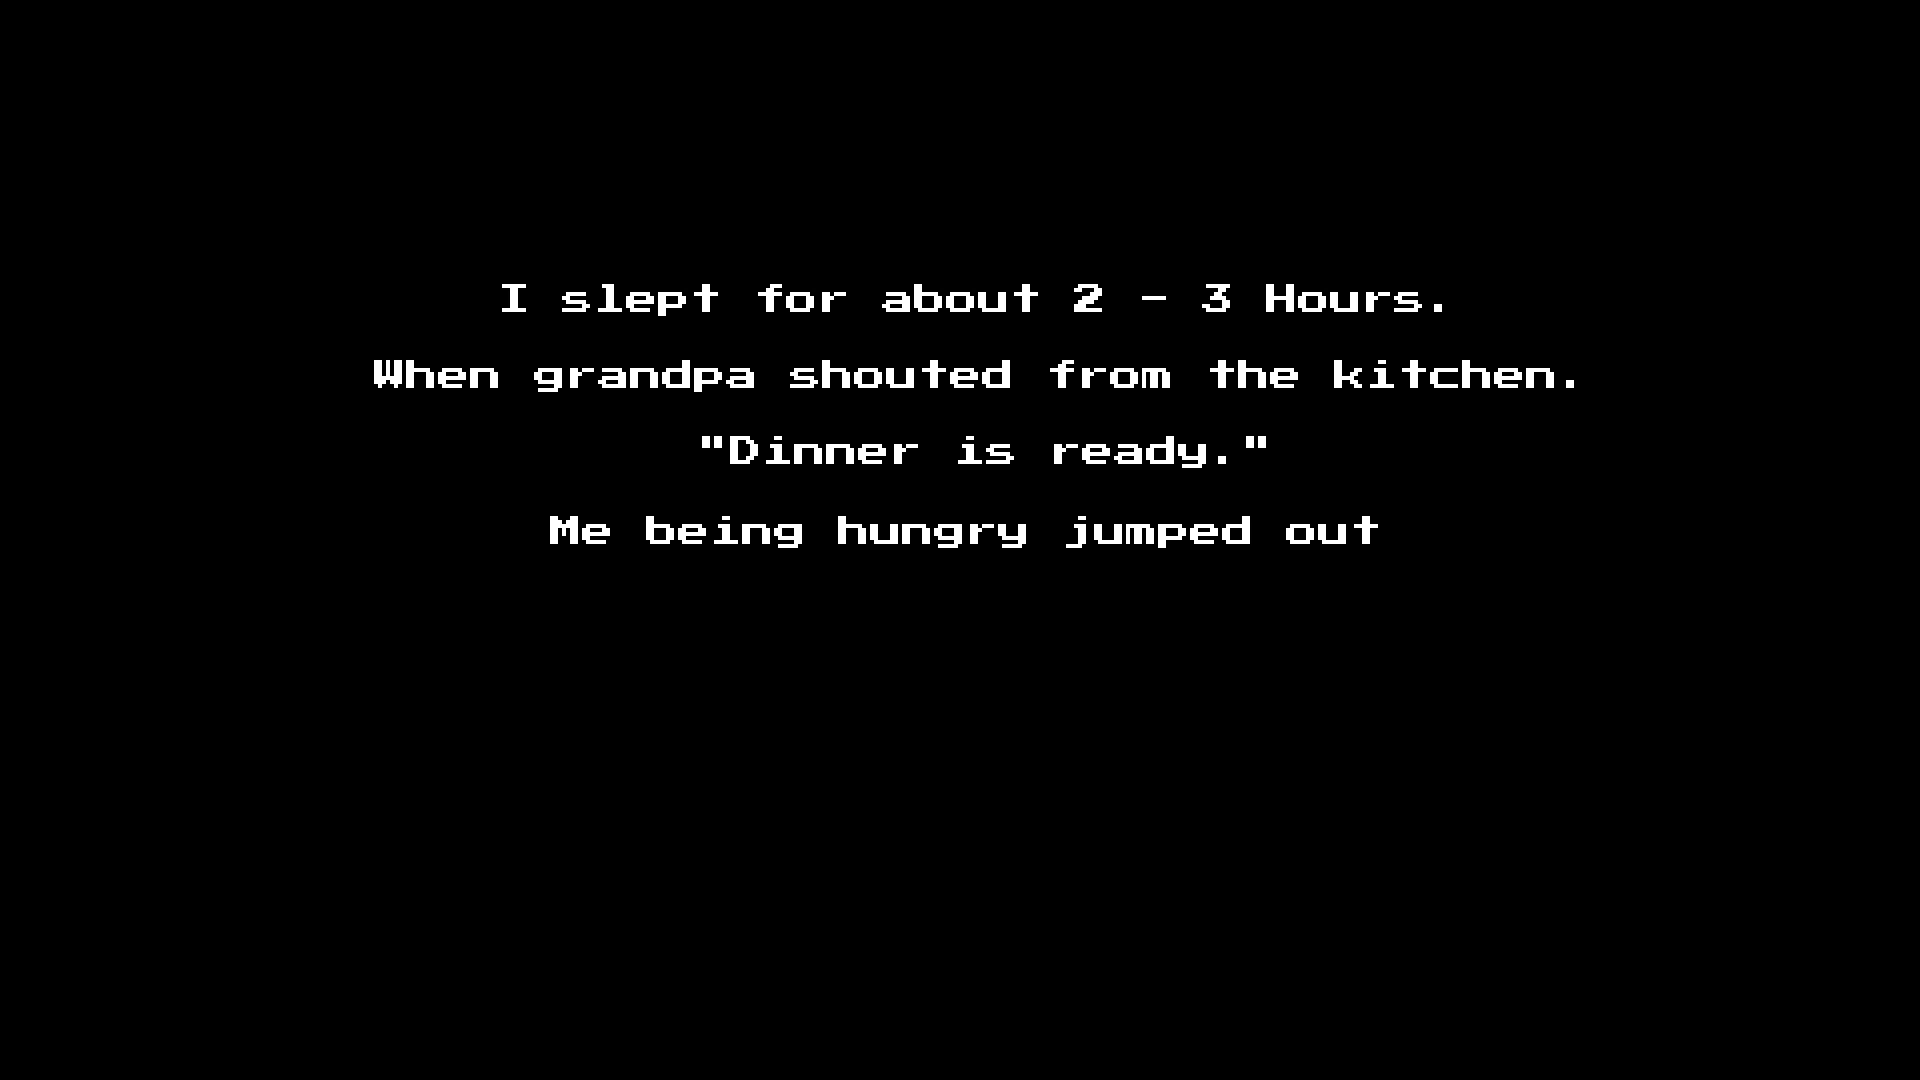 I slept for about 2 - 3 Hours.
When grandpa shouted from the kitchen.
"Dinner is ready."
Me being hungry jumped out